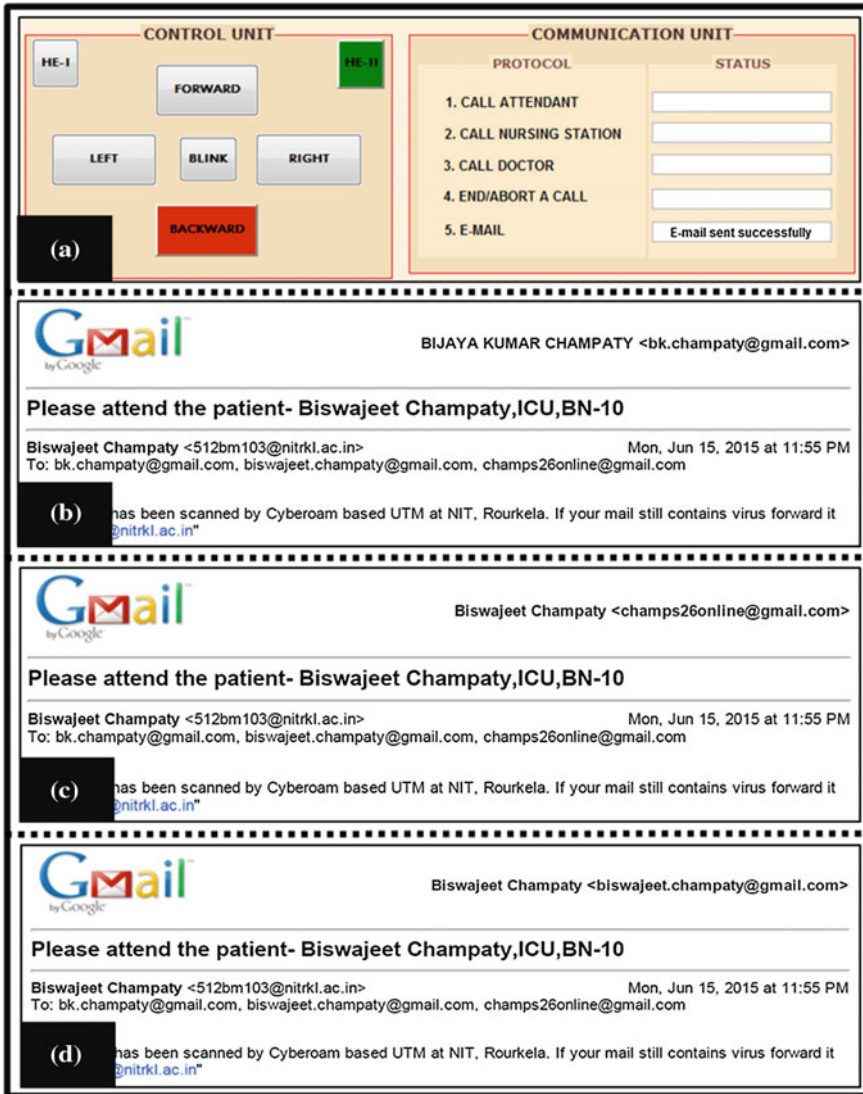 CONTROL UNIT
HE-I
HE-II
FORWARD
LEFT
BLINK
RIGHT
BACKWARD
(a)
COMMUNICATION UNIT
PROTOCOL STATUS
1. CALL ATTENDANT
2. CALL NURSING STATION
3. CALL DOCTOR
4. END/ABORT A CALL
5. E-MAIL E-mail sent successfully
Gmail
by Google
BIJAYA KUMAR CHAMPATY <bk.champaty@gmail.com>
Please attend the patient- Biswajeet Champaty,ICU,BN-10
Biswajeet Champaty <512bm103@nitrkl.ac.in> Mon, Jun 15, 2015 at 11:55 PM
To: bk.champaty@gmail.com, biswajeet.champaty@gmail.com, champs26online@gmail.com
(b) has been scanned by Cyberoam based UTM at NIT, Rourkela. If your mail still contains virus forward it
@nitrkl.ac.in"
Gmail
by Google
Biswajeet Champaty <champs26online@gmail.com>
Please attend the patient- Biswajeet Champaty,ICU,BN-10
Biswajeet Champaty <512bm103@nitrkl.ac.in> Mon, Jun 15, 2015 at 11:55 PM
To: bk.champaty@gmail.com, biswajeet.champaty@gmail.com, champs26online@gmail.com
(c) has been scanned by Cyberoam based UTM at NIT, Rourkela. If your mail still contains virus forward it
@nitrkl.ac.in"
Gmail
by Google
Biswajeet Champaty <biswajeet.champaty@gmail.com>
Please attend the patient- Biswajeet Champaty,ICU,BN-10
Biswajeet Champaty <512bm103@nitrkl.ac.in> Mon, Jun 15, 2015 at 11:55 PM
To: bk.champaty@gmail.com, biswajeet.champaty@gmail.com, champs26online@gmail.com
(d) has been scanned by Cyberoam based UTM at NIT, Rourkela. If your mail still contains virus forward it
@nitrkl.ac.in"